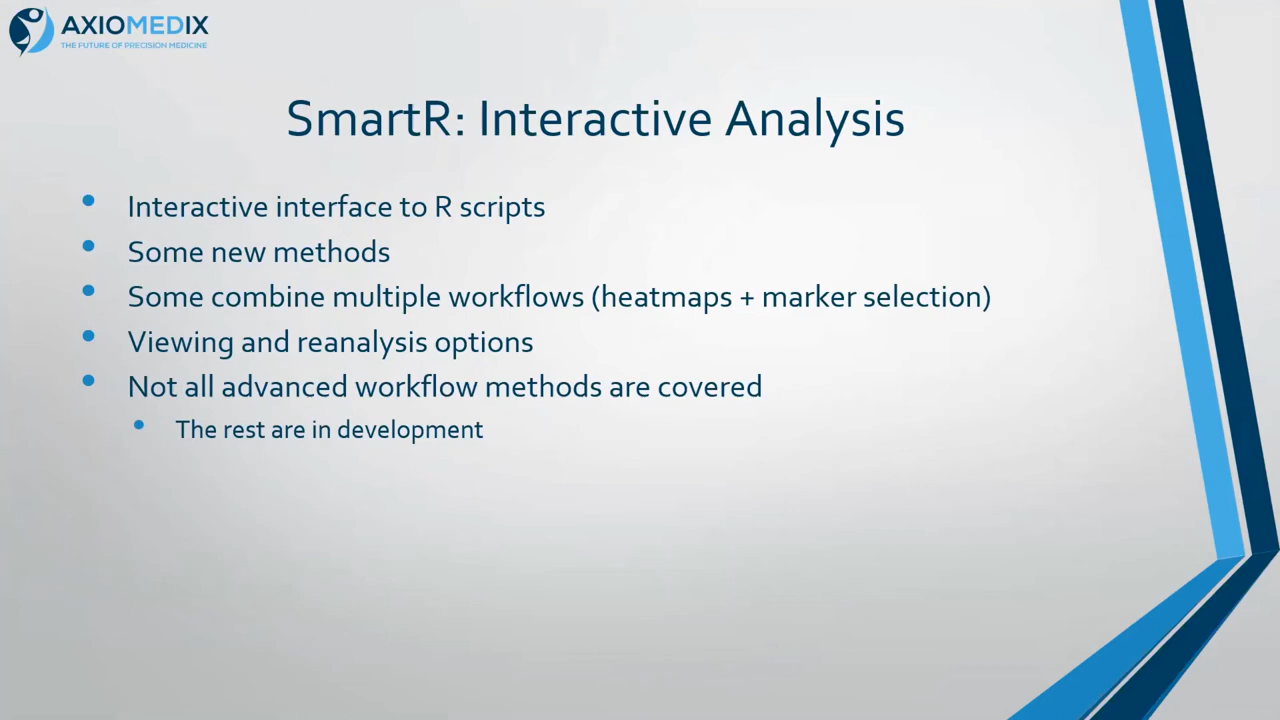 AXIOMEDIX
THE FUTURE OF PRECISION MEDICINE
SmartR: Interactive Analysis
Interactive interface to R scripts
Some new methods
Some combine multiple workflows (heatmaps + marker selection)
Viewing and reanalysis options
Not all advanced workflow methods are covered
The rest are in development